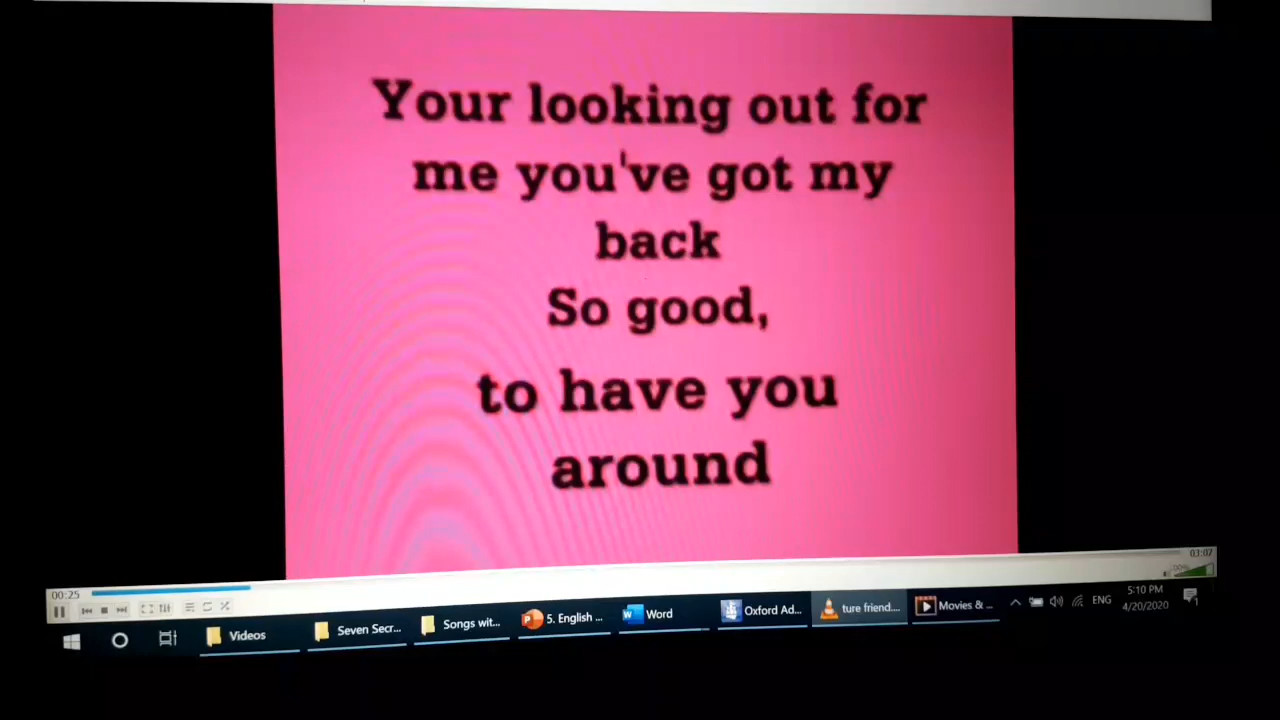 Your looking out for
me you've got my
back
So good,
to have you
around
00:25
03:07
Videos
Seven Secr...
Songs wit...
5. English ...
Word
Oxford Ad...
ture friend....
Movies & ...
ENG
5:10 PM
4/20/2020